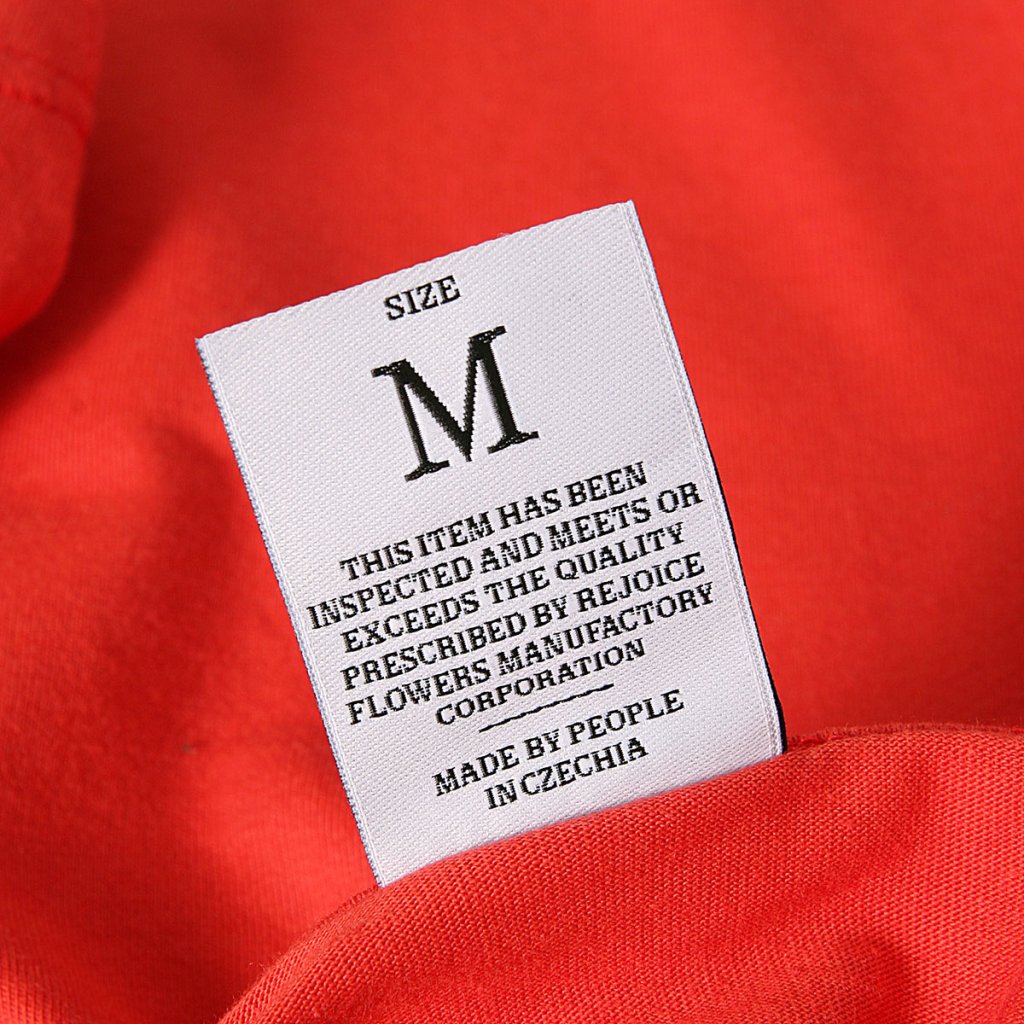 SIZE
M
THIS ITEM HAS BEEN
INSPECTED AND MEETS OR
EXCEEDS THE QUALITY
PRESCRIBED BY REJOICE
FLOWERS MANUFACTORY
CORPORATION
MADE BY PEOPLE
IN CZECHIA